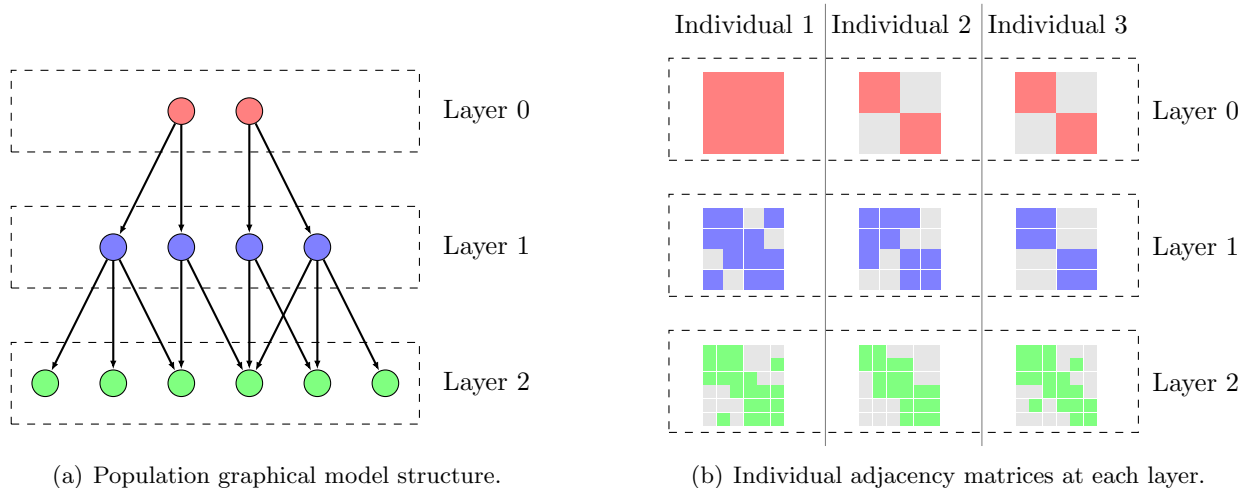 Layer 0
Layer 1
Layer 2
(a) Population graphical model structure.
Individual 1 Individual 2 Individual 3
Layer 0
Layer 1
Layer 2
(b) Individual adjacency matrices at each layer.